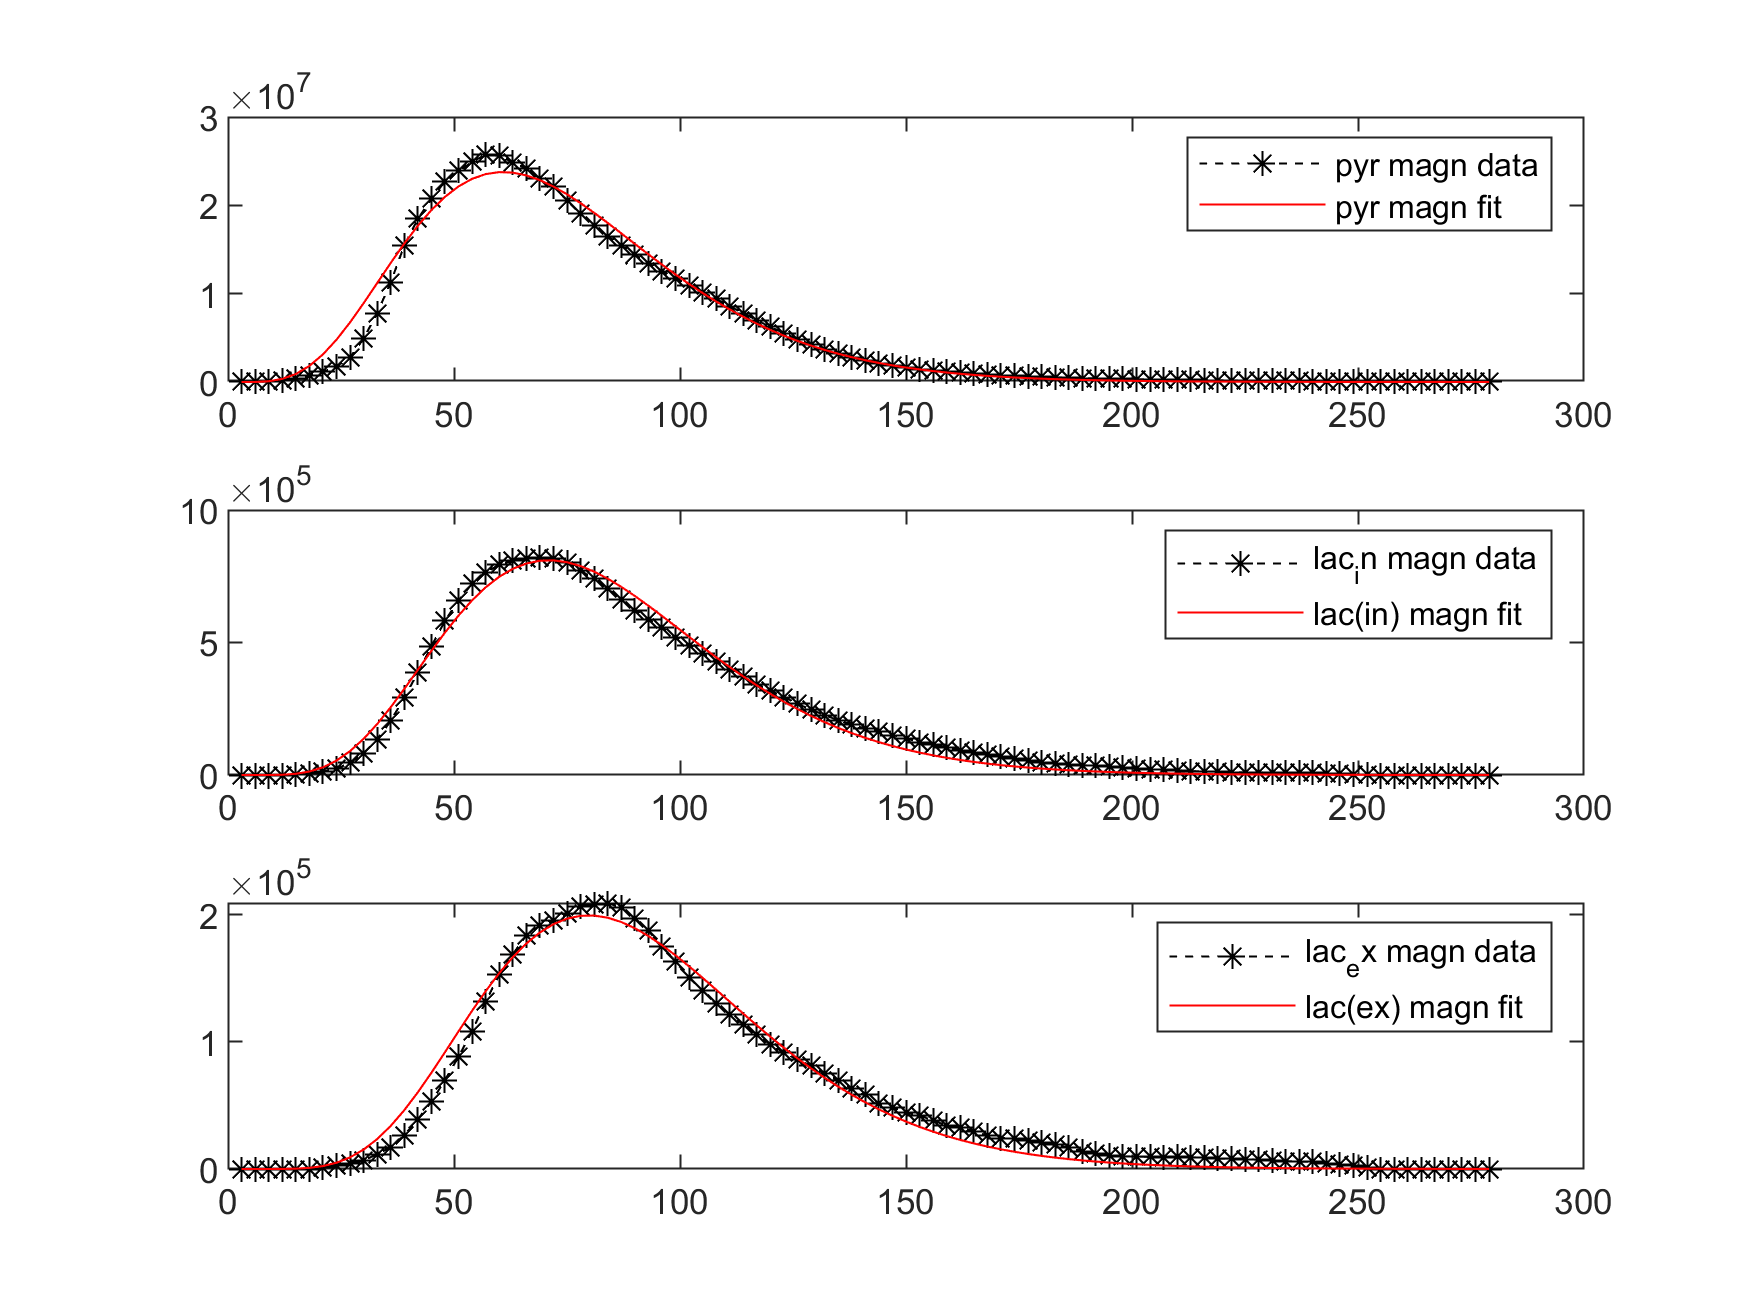 ×10^7
3
2
1
0
0 50 100 150 200 250 300
pyr magn data
pyr magn fit
×10^5
10
5
0
0 50 100 150 200 250 300
lac_in magn data
lac(in) magn fit
×10^5
2
1
0
0 50 100 150 200 250 300
lac_ex magn data
lac(ex) magn fit